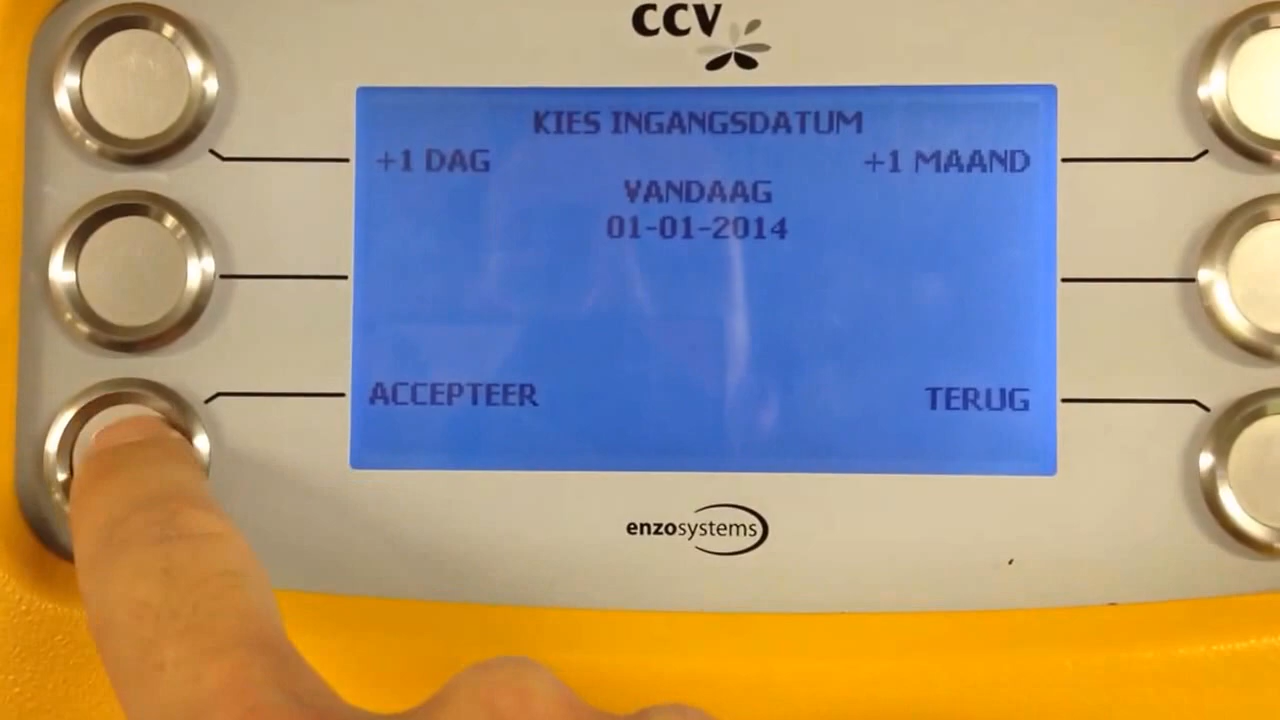 CCV
KIES INGANGSDATUM
+1 DAG
+1 MAAND
VANDAAG
01-01-2014
ACCEPTEER
TERUG
enzosystems